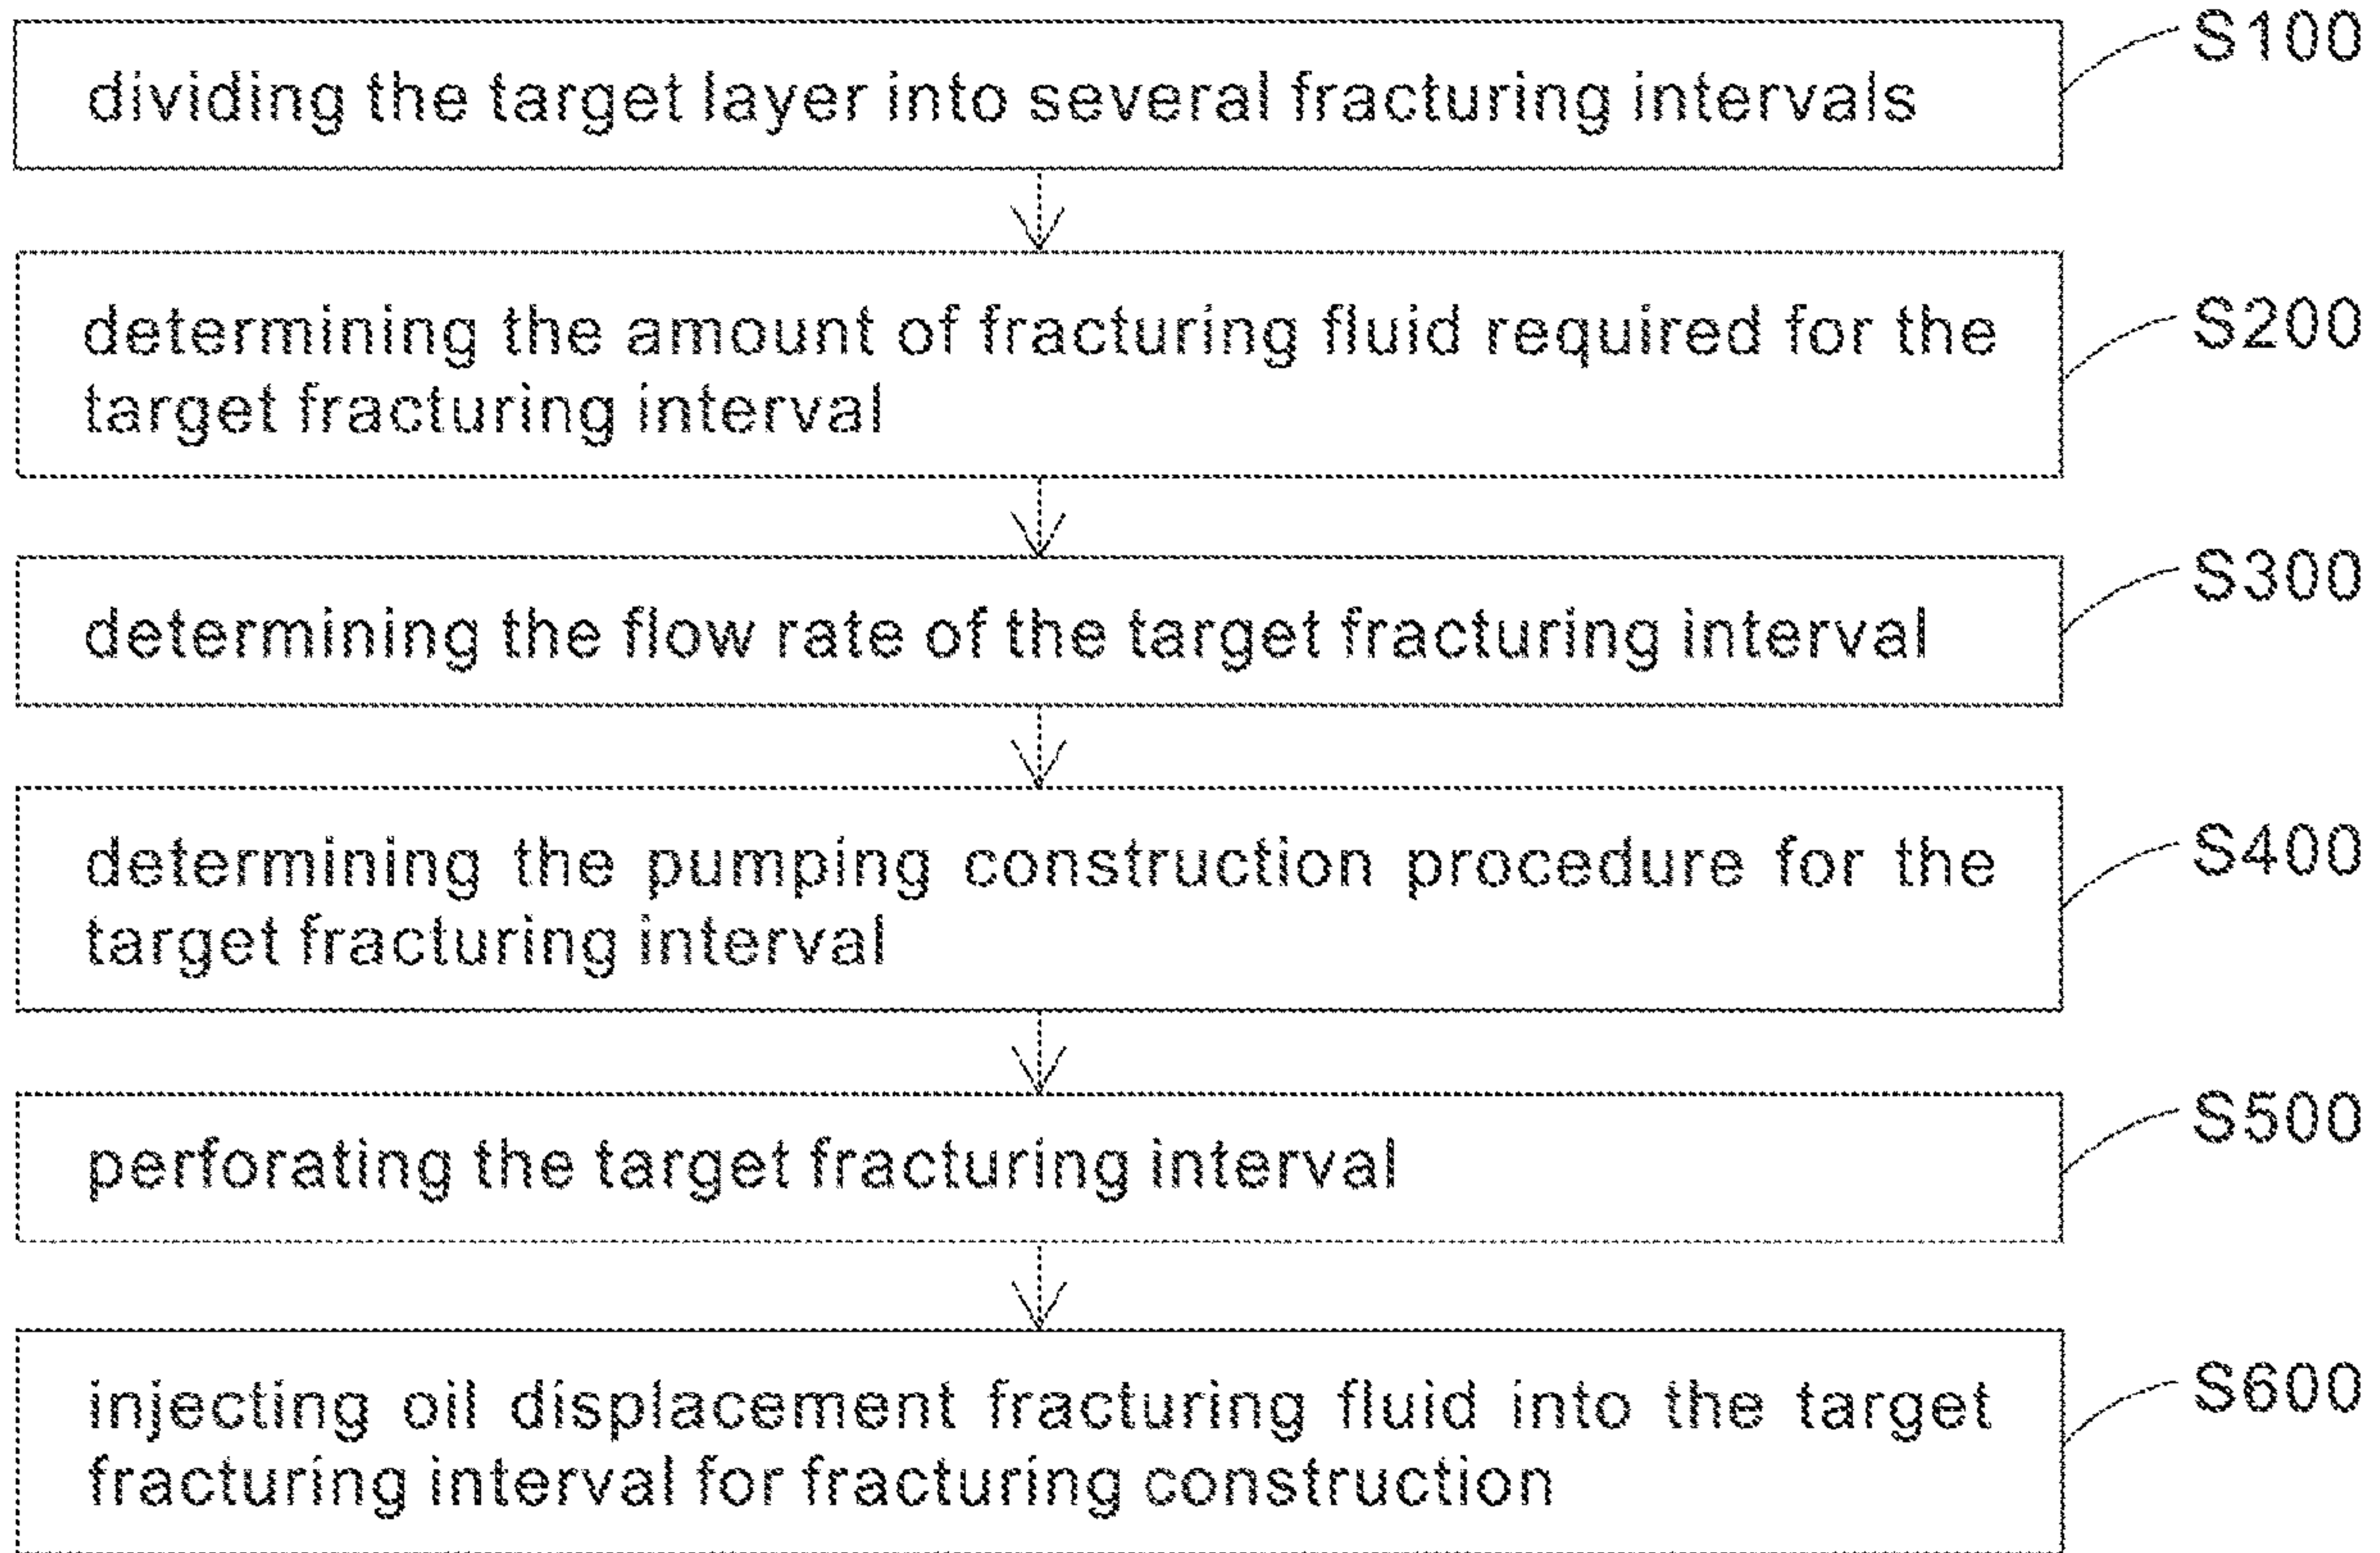 dividing the target layer into several fracturing intervals
S100
determining the amount of fracturing fluid required for the
target fracturing interval
S200
determining the flow rate of the target fracturing interval
S300
determining the pumping construction procedure for the
target fracturing interval
S400
perforating the target fracturing interval
S500
injecting oil displacement fracturing fluid into the target
fracturing interval for fracturing construction
S600